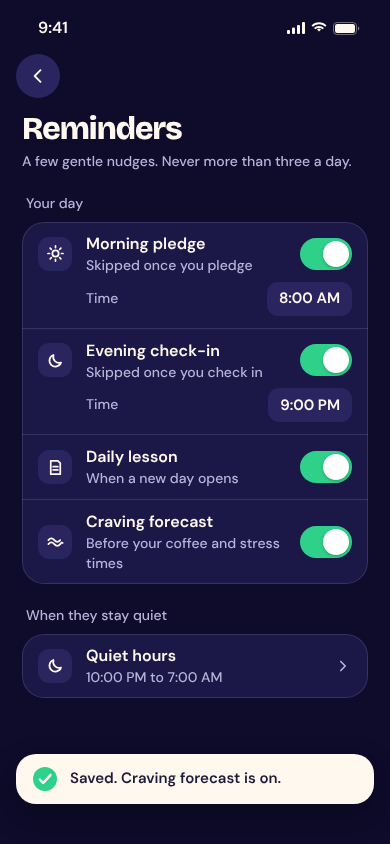 9:41
Reminders
A few gentle nudges. Never more than three a day.
Your day
Morning pledge
Skipped once you pledge
Time
8:00 AM
Evening check-in
Skipped once you check in
Time
9:00 PM
Daily lesson
When a new day opens
Craving forecast
Before your coffee and stress
times
When they stay quiet
Quiet hours
10:00 PM to 7:00 AM
Saved. Craving forecast is on.